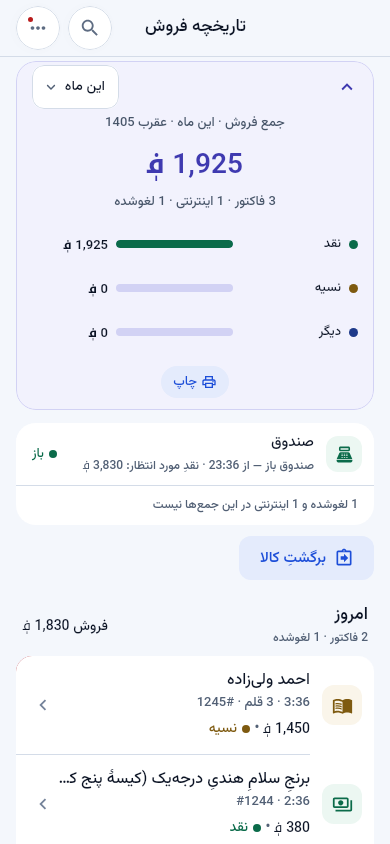 تاریخچه فروش
این ماه
جمع فروش · این ماه · عقرب 1405
1,925 ؋
3 فاکتور · 1 اینترنتی · 1 لغوشده
نقد 1,925 ؋
نسیه 0 ؋
دیگر 0 ؋
چاپ
صندوق
باز
صندوق باز — از 23:36 · نقدِ مورد انتظار: 3,830 ؋
1 لغوشده و 1 اینترنتی در این جمع‌ها نیست
برگشتِ کالا
امروز
فروش 1,830 ؋
2 فاکتور · 1 لغوشده
احمد ولی‌زاده
3:36 · 3 قلم · #1245
1,450 ؋ · نسیه
برنجِ سلامِ هندیِ درجه‌یک (کیسهٔ پنج ک...
2:36 · #1244
380 ؋ · نقد